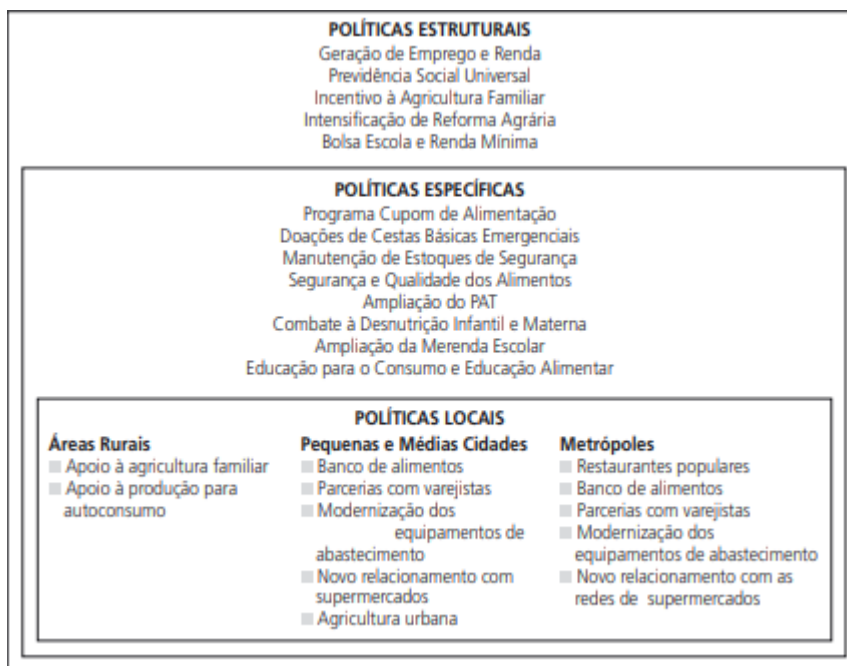 POLÍTICAS ESTRUTURAIS
Geração de Emprego e Renda
Previdência Social Universal
Incentivo à Agricultura Familiar
Intensificação de Reforma Agrária
Bolsa Escola e Renda Mínima
POLÍTICAS ESPECÍFICAS
Programa Cupom de Alimentação
Doações de Cestas Básicas Emergenciais
Manutenção de Estoques de Segurança
Segurança e Qualidade dos Alimentos
Ampliação do PAT
Combate à Desnutrição Infantil e Materna
Ampliação da Merenda Escolar
Educação para o Consumo e Educação Alimentar
POLÍTICAS LOCAIS
Áreas Rurais
Apoio à agricultura familiar
Apoio à produção para
autoconsumo
Pequenas e Médias Cidades
Banco de alimentos
Parcerias com varejistas
Modernização dos
equipamentos de
abastecimento
Novo relacionamento com
supermercados
Agricultura urbana
Metrópoles
Restaurantes populares
Banco de alimentos
Parcerias com varejistas
Modernização dos
equipamentos de abastecimento
Novo relacionamento com as
redes de supermercados